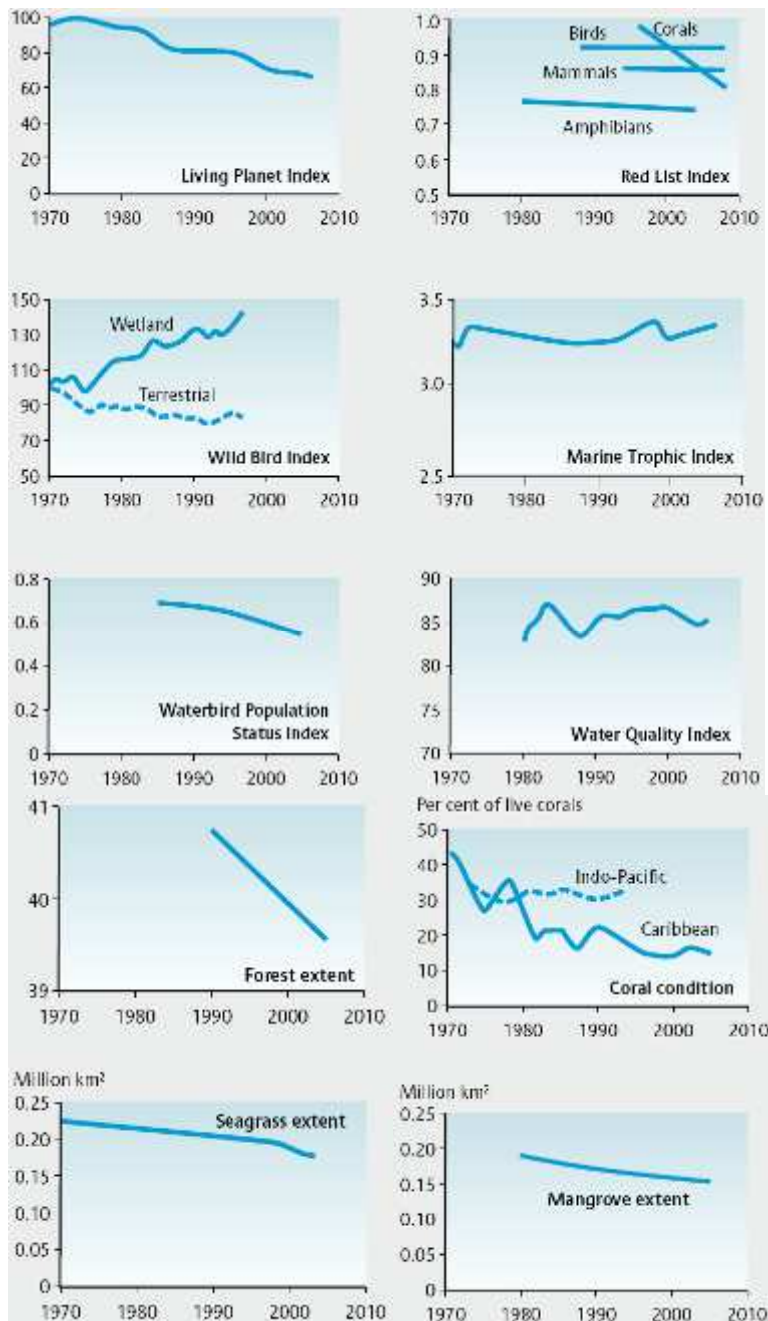 100
80
60
40
20
0
Living Planet Index
1970 1980 1990 2000 2010
1.0
0.9
0.8
0.7
0.6
0.5
Birds
Corals
Mammals
Amphibians
Red List Index
1970 1980 1990 2000 2010
150
130
110
90
70
50
Wetland
Terrestrial
Wild Bird Index
1970 1980 1990 2000 2010
3.5
3.0
2.5
Marine Trophic Index
1970 1980 1990 2000 2010
0.8
0.6
0.4
0.2
0
Waterbird Population
Status Index
1970 1980 1990 2000 2010
90
85
80
75
70
Water Quality Index
1970 1980 1990 2000 2010
41
40
39
Forest extent
1970 1980 1990 2000 2010
Per cent of live corals
50
40
30
20
10
0
Indo-Pacific
Caribbean
Coral condition
1970 1980 1990 2000 2010
Million km²
0.25
0.20
0.15
0.10
0.05
0
Seagrass extent
1970 1980 1990 2000 2010
Million km²
0.25
0.20
0.15
0.10
0.05
0
Mangrove extent
1970 1980 1990 2000 2010